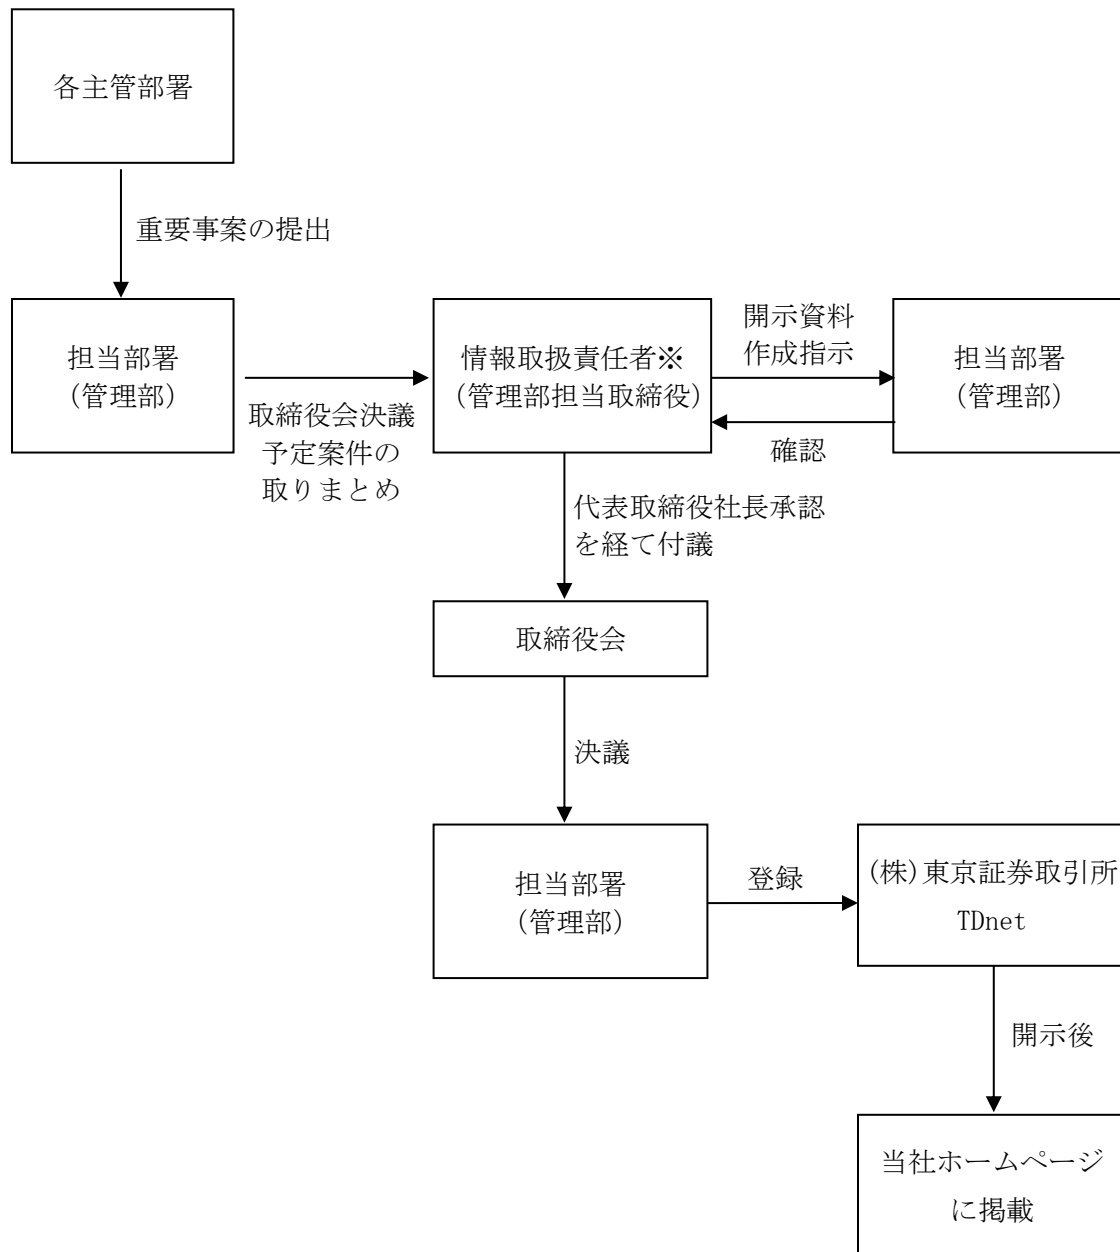 各主管部署
重要事案の提出
担当部署
(管理部)
取締役会決議
予定案件の
取りまとめ
情報取扱責任者※
(管理部担当取締役)
開示資料
作成指示
確認
担当部署
(管理部)
代表取締役社長承認
を経て付議
取締役会
決議
担当部署
(管理部)
登録
(株)東京証券取引所
TDnet
開示後
当社ホームページ
に掲載